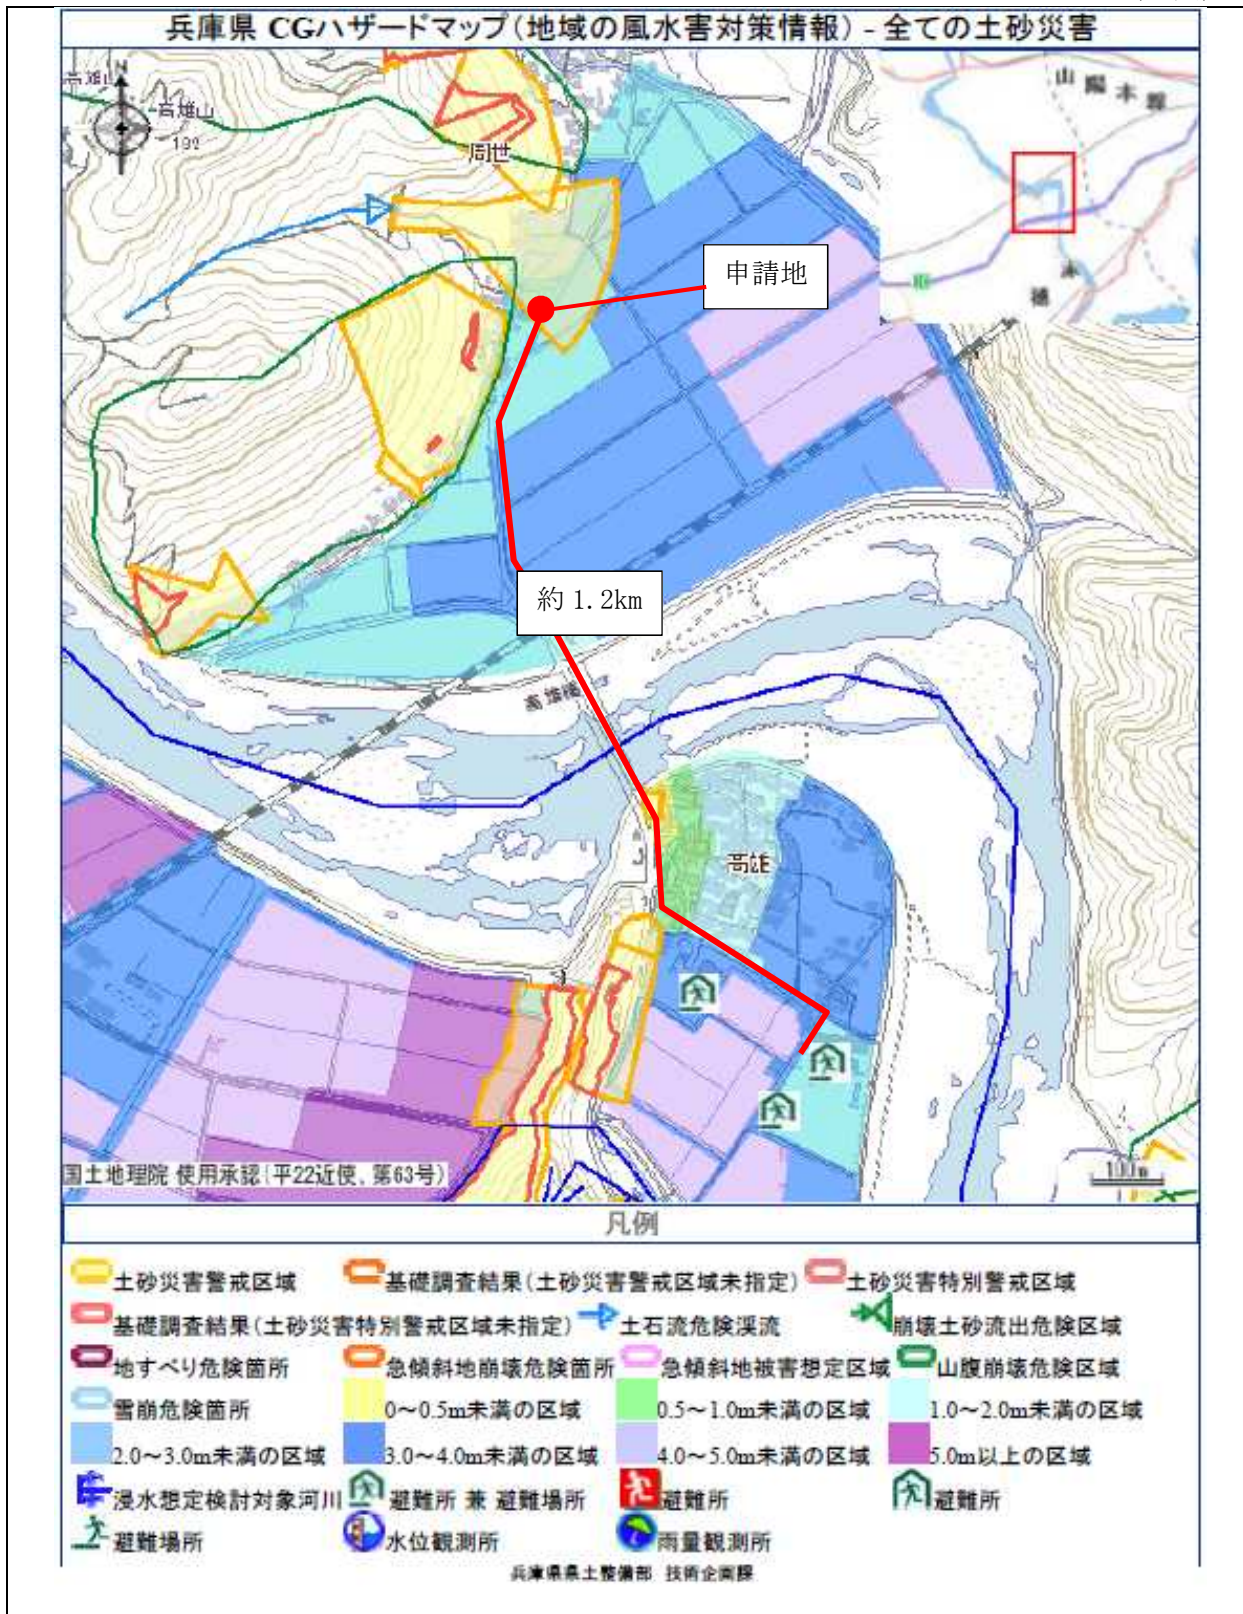 兵庫県 CGハザードマップ(地域の風水害対策情報) - 全ての土砂災害
高雄山
N
高雄山
192
周世
山陽本線
申請地
約 1.2km
高雄橋
高雄
100m
国土地理院 使用承認(平22近使、第63号)
凡例
土砂災害警戒区域 基礎調査結果(土砂災害警戒区域未指定) 土砂災害特別警戒区域
基礎調査結果(土砂災害特別警戒区域未指定) 土石流危険渓流 崩壊土砂流出危険区域
地すべり危険箇所 急傾斜地崩壊危険箇所 急傾斜地被害想定区域 山腹崩壊危険区域
雪崩危険箇所 0～0.5m未満の区域 0.5～1.0m未満の区域 1.0～2.0m未満の区域
2.0～3.0m未満の区域 3.0～4.0m未満の区域 4.0～5.0m未満の区域 5.0m以上の区域
浸水想定検討対象河川 避難所 兼 避難場所 避難所 避難所
避難場所 水位観測所 雨量観測所
兵庫県県土整備部 技術企画課